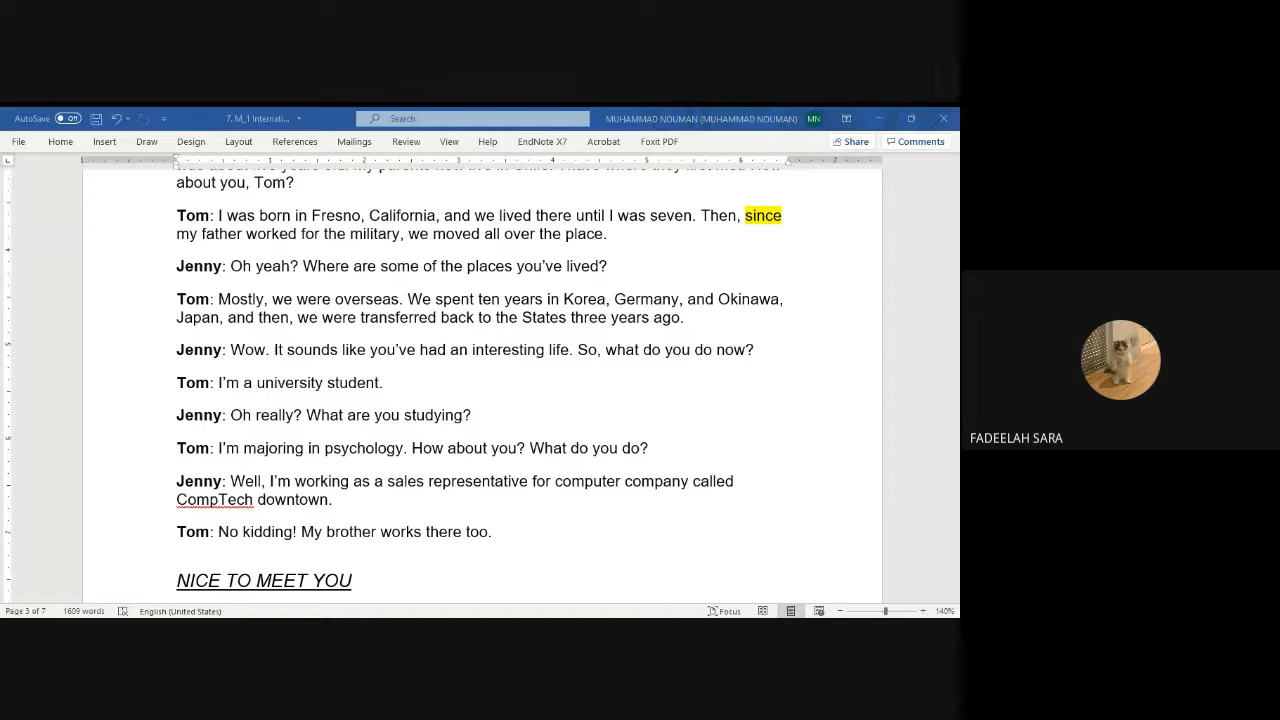 AutoSave Off 7. M_1 Internati... Search MUHAMMAD NOUMAN (MUHAMMAD NOUMAN) MN
File Home Insert Draw Design Layout References Mailings Review View Help EndNote X7 Acrobat Foxit PDF Share Comments
about you, Tom?
Tom: I was born in Fresno, California, and we lived there until I was seven. Then, since
my father worked for the military, we moved all over the place.
Jenny: Oh yeah? Where are some of the places you've lived?
Tom: Mostly, we were overseas. We spent ten years in Korea, Germany, and Okinawa,
Japan, and then, we were transferred back to the States three years ago.
Jenny: Wow. It sounds like you've had an interesting life. So, what do you do now?
Tom: I'm a university student.
Jenny: Oh really? What are you studying?
Tom: I'm majoring in psychology. How about you? What do you do?
Jenny: Well, I'm working as a sales representative for computer company called
CompTech downtown.
Tom: No kidding! My brother works there too.
NICE TO MEET YOU
Page 3 of 7 1609 words English (United States) Focus 140%
FADEELAH SARA